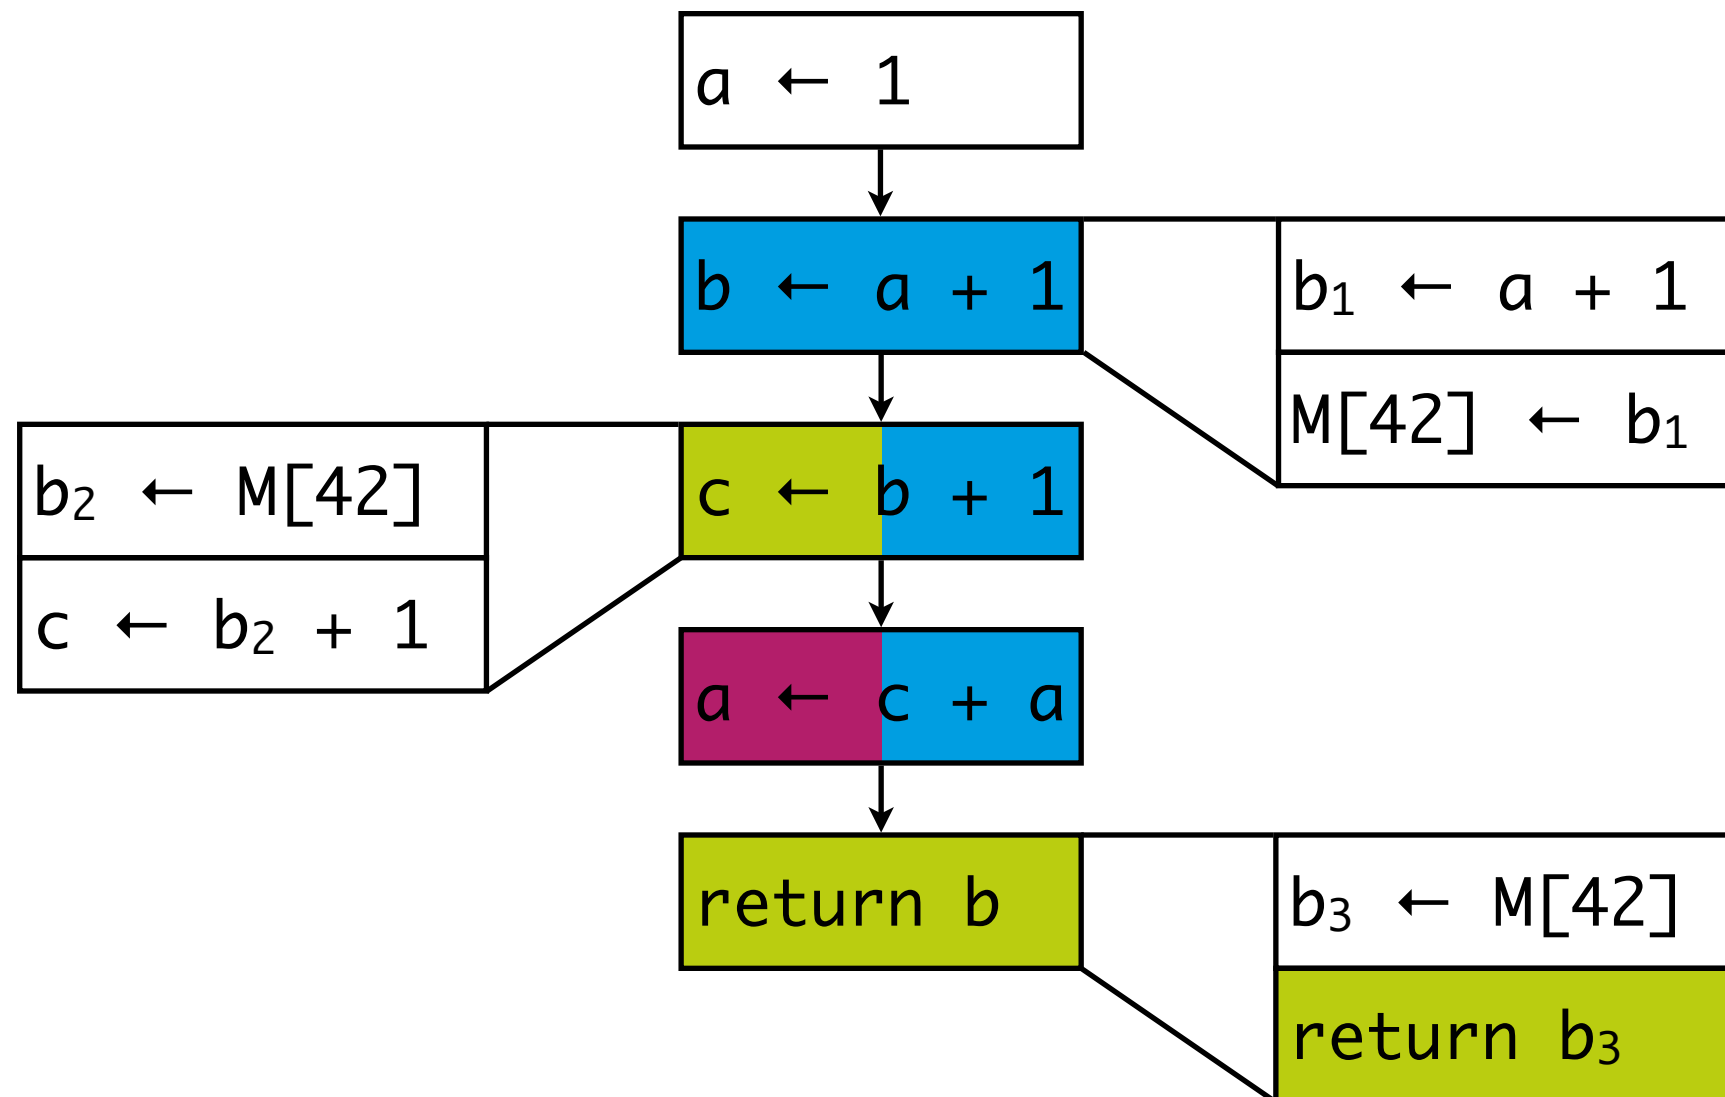 a ← 1
b ← a + 1
b₁ ← a + 1
M[42] ← b₁
b₂ ← M[42]
c ← b₂ + 1
c ← b + 1
a ← c + a
return b
b₃ ← M[42]
return b₃